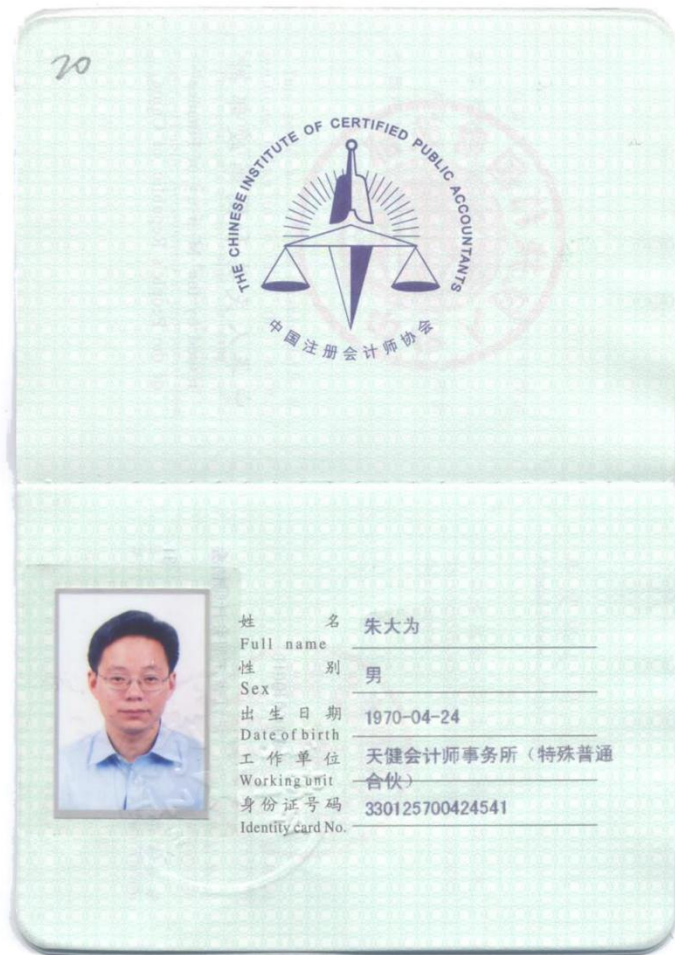 20
THE CHINESE INSTITUTE OF CERTIFIED PUBLIC ACCOUNTANTS
中国注册会计师协会
姓 名 朱大为
Full name
性 别 男
Sex
出生日期 1970-04-24
Date of birth
工作单位 天健会计师事务所（特殊普通
Working unit 合伙）
身份证号码 330125700424541
Identity card No.